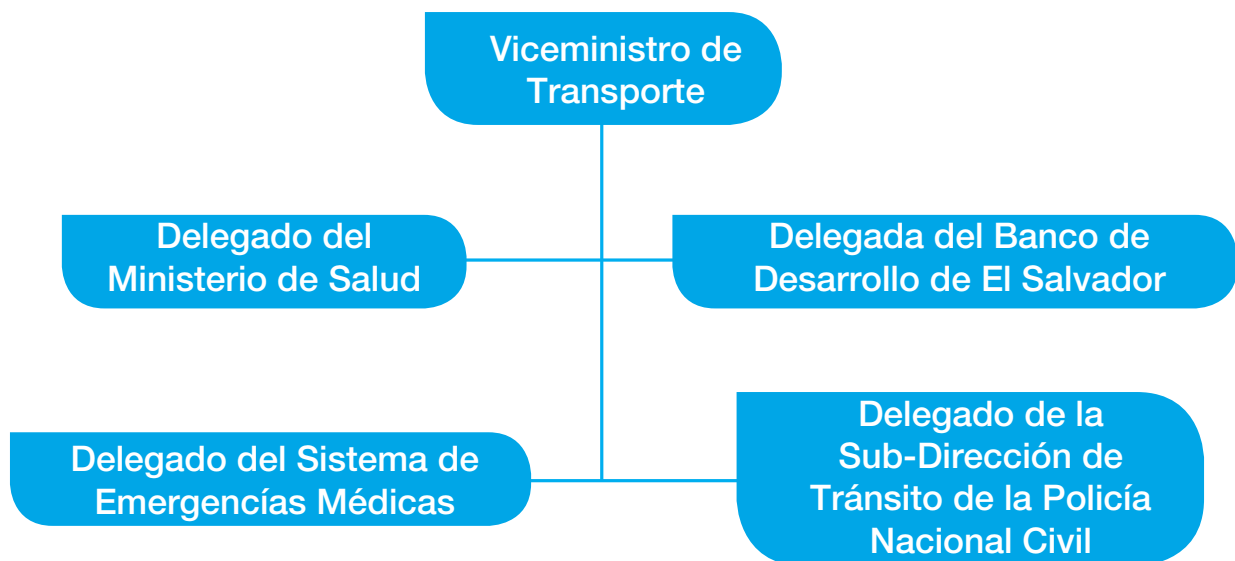 Viceministro de
Transporte
Delegado del
Ministerio de Salud
Delegada del Banco de
Desarrollo de El Salvador
Delegado del Sistema de
Emergencías Médicas
Delegado de la
Sub-Dirección de
Tránsito de la Policía
Nacional Civil